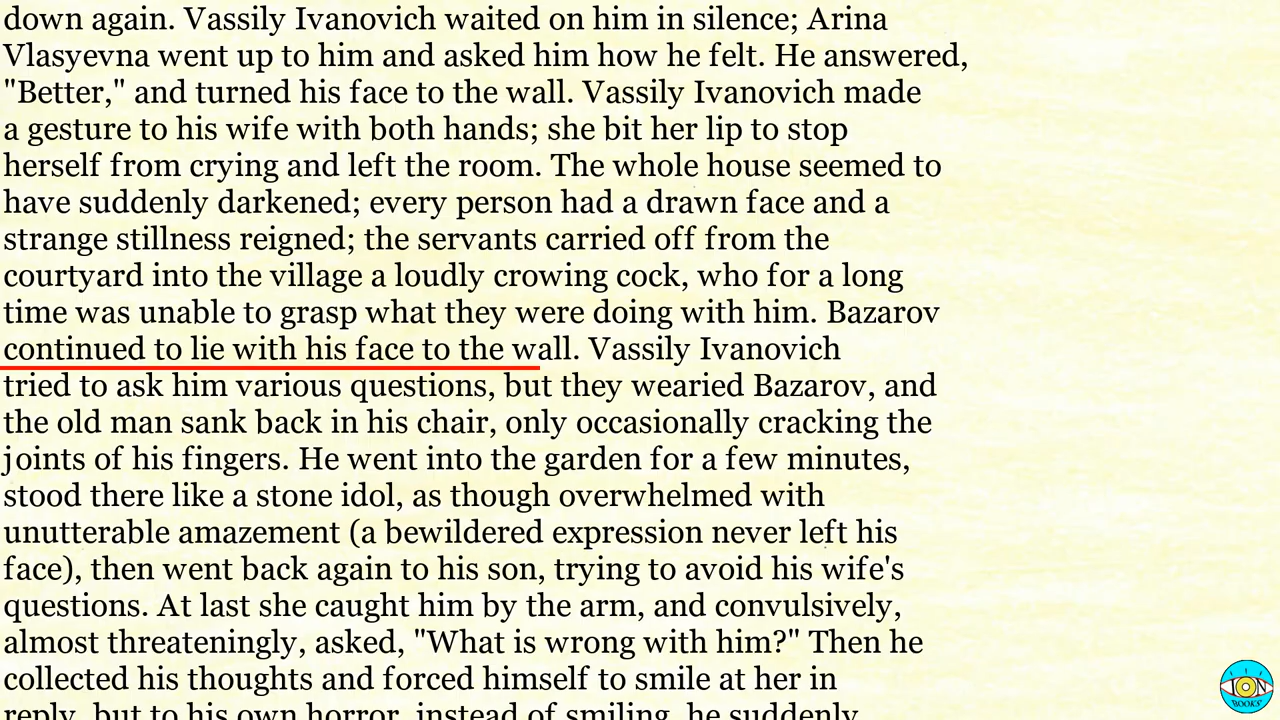 down again. Vassily Ivanovich waited on him in silence; Arina
Vlasyevna went up to him and asked him how he felt. He answered,
"Better," and turned his face to the wall. Vassily Ivanovich made
a gesture to his wife with both hands; she bit her lip to stop
herself from crying and left the room. The whole house seemed to
have suddenly darkened; every person had a drawn face and a
strange stillness reigned; the servants carried off from the
courtyard into the village a loudly crowing cock, who for a long
time was unable to grasp what they were doing with him. Bazarov
continued to lie with his face to the wall. Vassily Ivanovich
tried to ask him various questions, but they wearied Bazarov, and
the old man sank back in his chair, only occasionally cracking the
joints of his fingers. He went into the garden for a few minutes,
stood there like a stone idol, as though overwhelmed with
unutterable amazement (a bewildered expression never left his
face), then went back again to his son, trying to avoid his wife's
questions. At last she caught him by the arm, and convulsively,
almost threateningly, asked, "What is wrong with him?" Then he
collected his thoughts and forced himself to smile at her in
reply, but to his own horror, instead of smiling, he suddenly
ION
BOOKS